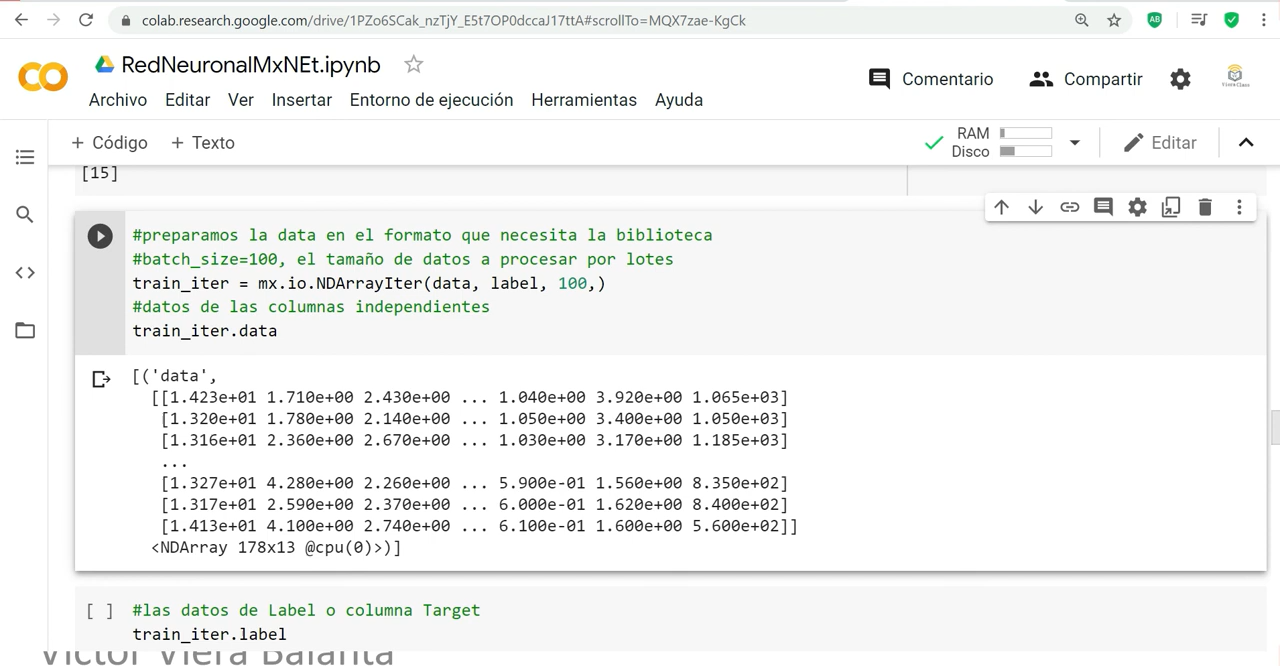 colab.research.google.com/drive/1PZo6SCak_nzTjY_E5t7OP0dccaJ17ttA#scrollTo=MQX7zae-KgCk
RedNeuronalMxNEt.ipynb
Comentario
Compartir
Archivo Editar Ver Insertar Entorno de ejecución Herramientas Ayuda
+ Código + Texto
RAM
Disco
Editar
[15]
#preparamos la data en el formato que necesita la biblioteca
#batch_size=100, el tamaño de datos a procesar por lotes
train_iter = mx.io.NDArrayIter(data, label, 100,)
#datos de las columnas independientes
train_iter.data
[('data',
[[1.423e+01 1.710e+00 2.430e+00 ... 1.040e+00 3.920e+00 1.065e+03]
[1.320e+01 1.780e+00 2.140e+00 ... 1.050e+00 3.400e+00 1.050e+03]
[1.316e+01 2.360e+00 2.670e+00 ... 1.030e+00 3.170e+00 1.185e+03]
...
[1.327e+01 4.280e+00 2.260e+00 ... 5.900e-01 1.560e+00 8.350e+02]
[1.317e+01 2.590e+00 2.370e+00 ... 6.000e-01 1.620e+00 8.400e+02]
[1.413e+01 4.100e+00 2.740e+00 ... 6.100e-01 1.600e+00 5.600e+02]]
<NDArray 178x13 @cpu(0)>)]
[ ] #las datos de Label o columna Target
train_iter.label
Victor Viera Balanta